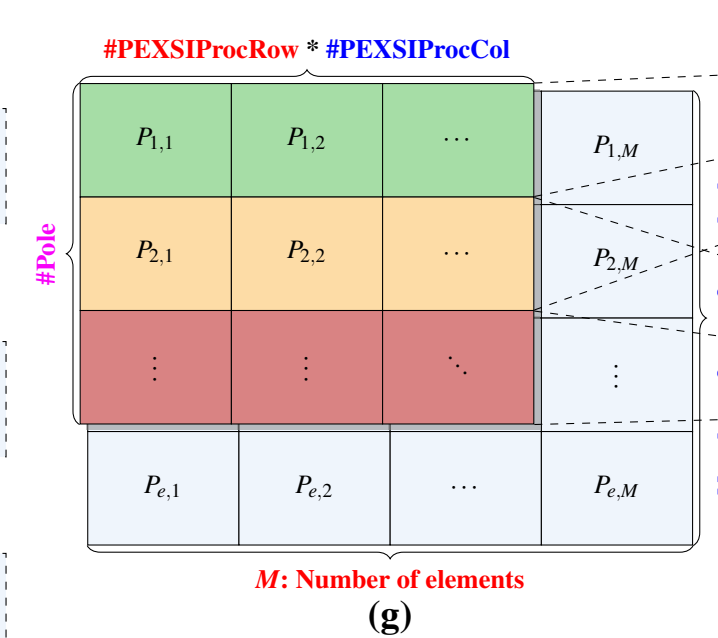 #PEXSIProcRow * #PEXSIProcCol
P1,1 P1,2 ⋯ P1,M
#Pole
P2,1 P2,2 ⋯ P2,M
⋮ ⋮ ⋱ ⋮
Pe,1 Pe,2 ⋯ Pe,M
M: Number of elements
(g)